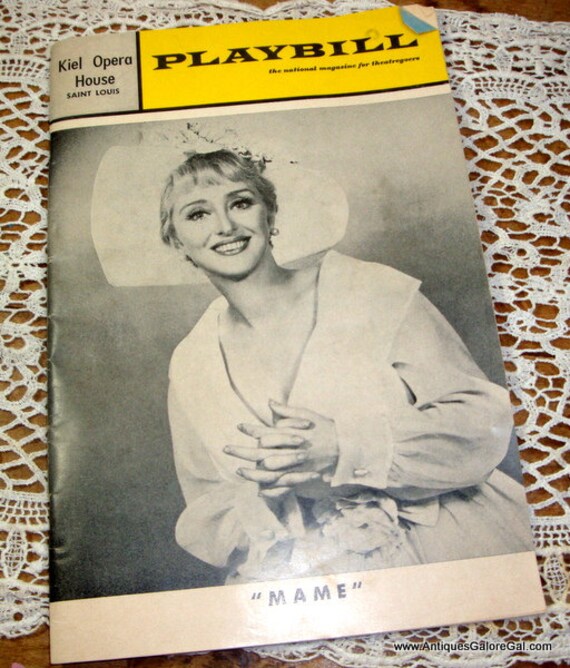 Kiel Opera
House
SAINT LOUIS
PLAYBILL
the national magazine for theatregoers
"MAME"
www.AntiquesGaloreGal.com